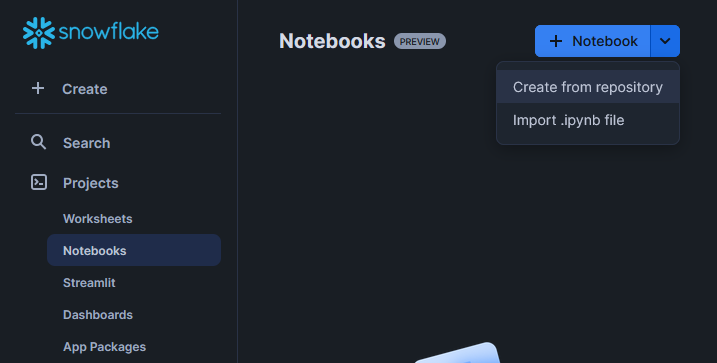 snowflake
Notebooks PREVIEW
+ Notebook
Create from repository
Import .ipynb file
+ Create
Search
Projects
Worksheets
Notebooks
Streamlit
Dashboards
App Packages